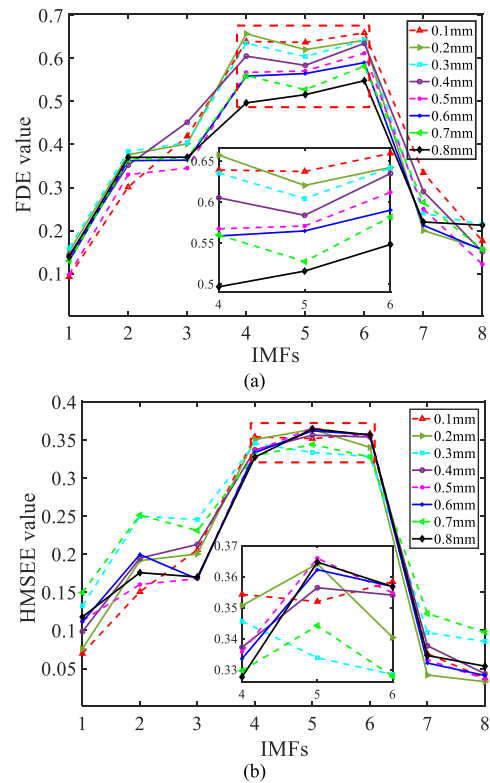 0.7
0.6
0.5
0.4
0.3
0.2
0.1
FDE value
0.1mm
0.2mm
0.3mm
0.4mm
0.5mm
0.6mm
0.7mm
0.8mm
0.65
0.6
0.55
0.5
4 5 6
1 2 3 4 5 6 7 8
IMFs
(a)
0.4
0.35
0.3
0.25
0.2
0.15
0.1
0.05
HMSEE value
0.1mm
0.2mm
0.3mm
0.4mm
0.5mm
0.6mm
0.7mm
0.8mm
0.37
0.36
0.35
0.34
0.33
4 5 6
1 2 3 4 5 6 7 8
IMFs
(b)